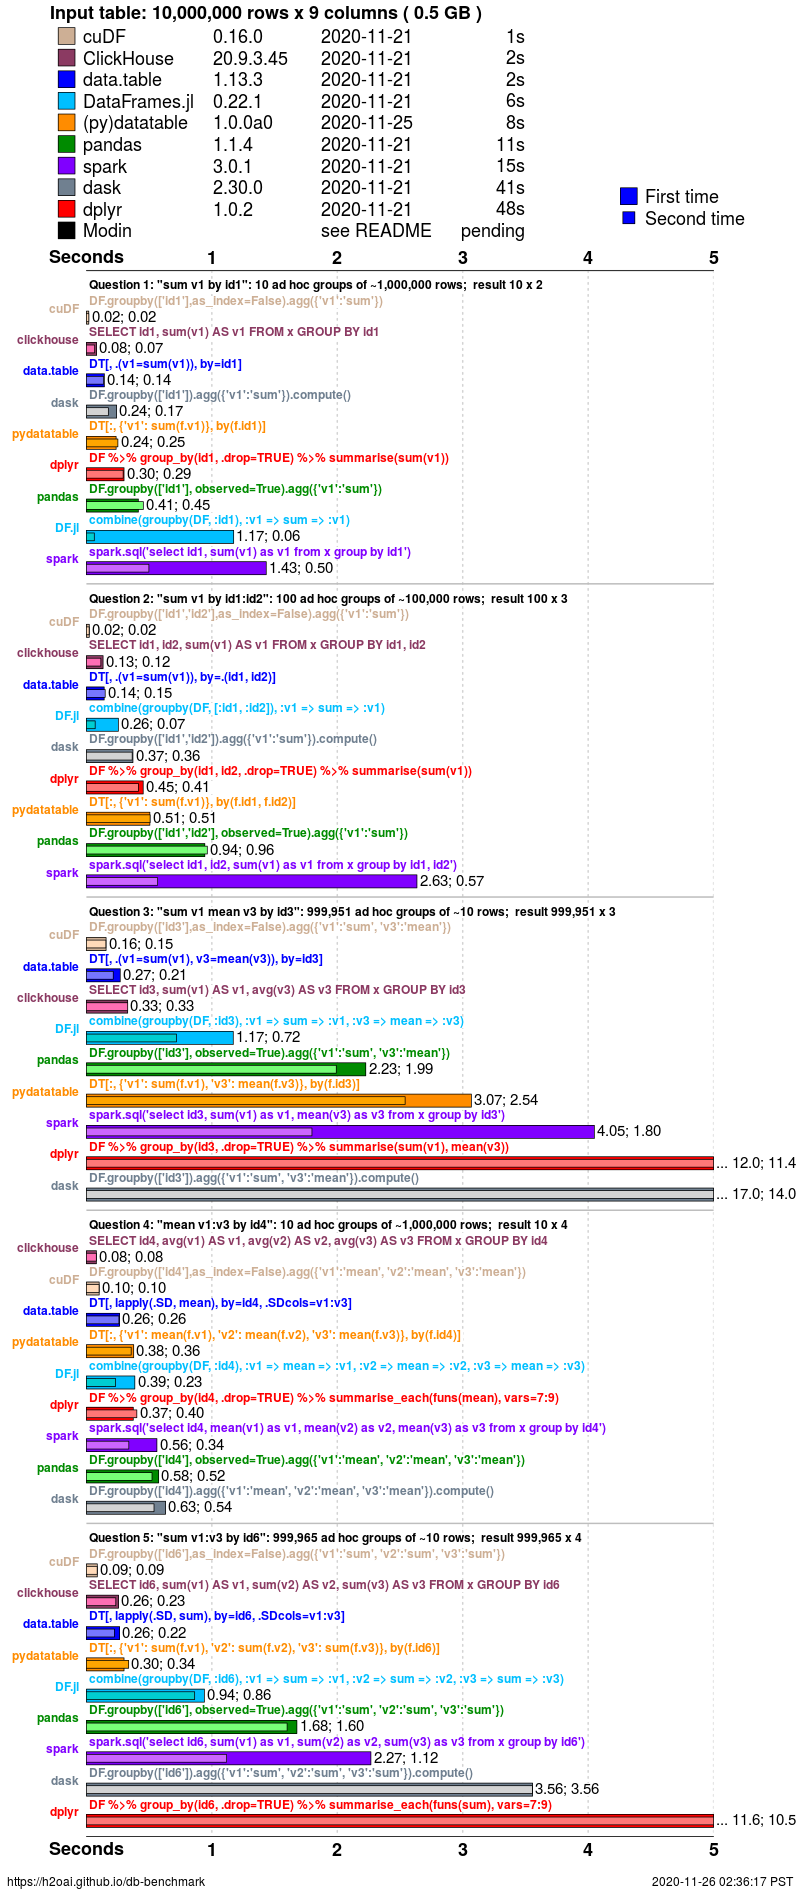 Input table: 10,000,000 rows x 9 columns ( 0.5 GB )
cuDF 0.16.0 2020-11-21 1s
ClickHouse 20.9.3.45 2020-11-21 2s
data.table 1.13.3 2020-11-21 2s
DataFrames.jl 0.22.1 2020-11-21 6s
(py)datatable 1.0.0a0 2020-11-25 8s
pandas 1.1.4 2020-11-21 11s
spark 3.0.1 2020-11-21 15s
dask 2.30.0 2020-11-21 41s
dplyr 1.0.2 2020-11-21 48s
Modin see README pending
First time
Second time
Seconds 1 2 3 4 5
Question 1: "sum v1 by id1": 10 ad hoc groups of ~1,000,000 rows; result 10 x 2
DF.groupby(['id1'],as_index=False).agg({'v1':'sum'})
cuDF 0.02; 0.02
SELECT id1, sum(v1) AS v1 FROM x GROUP BY id1
clickhouse 0.08; 0.07
DT[, .(v1=sum(v1)), by=id1]
data.table 0.14; 0.14
DF.groupby(['id1']).agg({'v1':'sum'}).compute()
dask 0.24; 0.17
DT[:, {'v1': sum(f.v1)}, by(f.id1)]
pydatatable 0.24; 0.25
DF %>% group_by(id1, .drop=TRUE) %>% summarise(sum(v1))
dplyr 0.30; 0.29
DF.groupby(['id1'], observed=True).agg({'v1':'sum'})
pandas 0.41; 0.45
combine(groupby(DF, :id1), :v1 => sum => :v1)
DF.jl 1.17; 0.06
spark.sql('select id1, sum(v1) as v1 from x group by id1')
spark 1.43; 0.50
Question 2: "sum v1 by id1:id2": 100 ad hoc groups of ~100,000 rows; result 100 x 3
DF.groupby(['id1','id2'],as_index=False).agg({'v1':'sum'})
cuDF 0.02; 0.02
SELECT id1, id2, sum(v1) AS v1 FROM x GROUP BY id1, id2
clickhouse 0.13; 0.12
DT[, .(v1=sum(v1)), by=.(id1, id2)]
data.table 0.14; 0.15
combine(groupby(DF, [:id1, :id2]), :v1 => sum => :v1)
DF.jl 0.26; 0.07
DF.groupby(['id1','id2']).agg({'v1':'sum'}).compute()
dask 0.37; 0.36
DF %>% group_by(id1, id2, .drop=TRUE) %>% summarise(sum(v1))
dplyr 0.45; 0.41
DT[:, {'v1': sum(f.v1)}, by(f.id1, f.id2)]
pydatatable 0.51; 0.51
DF.groupby(['id1','id2'], observed=True).agg({'v1':'sum'})
pandas 0.94; 0.96
spark.sql('select id1, id2, sum(v1) as v1 from x group by id1, id2')
spark 2.63; 0.57
Question 3: "sum v1 mean v3 by id3": 999,951 ad hoc groups of ~10 rows; result 999,951 x 3
DF.groupby(['id3'],as_index=False).agg({'v1':'sum', 'v3':'mean'})
cuDF 0.16; 0.15
DT[, .(v1=sum(v1), v3=mean(v3)), by=id3]
data.table 0.27; 0.21
SELECT id3, sum(v1) AS v1, avg(v3) AS v3 FROM x GROUP BY id3
clickhouse 0.33; 0.33
combine(groupby(DF, :id3), :v1 => sum => :v1, :v3 => mean => :v3)
DF.jl 1.17; 0.72
DF.groupby(['id3'], observed=True).agg({'v1':'sum', 'v3':'mean'})
pandas 2.23; 1.99
DT[:, {'v1': sum(f.v1), 'v3': mean(f.v3)}, by(f.id3)]
pydatatable 3.07; 2.54
spark.sql('select id3, sum(v1) as v1, mean(v3) as v3 from x group by id3')
spark 4.05; 1.80
DF %>% group_by(id3, .drop=TRUE) %>% summarise(sum(v1), mean(v3))
dplyr ... 12.0; 11.4
DF.groupby(['id3']).agg({'v1':'sum', 'v3':'mean'}).compute()
dask ... 17.0; 14.0
Question 4: "mean v1:v3 by id4": 10 ad hoc groups of ~1,000,000 rows; result 10 x 4
SELECT id4, avg(v1) AS v1, avg(v2) AS v2, avg(v3) AS v3 FROM x GROUP BY id4
clickhouse 0.08; 0.08
DF.groupby(['id4'],as_index=False).agg({'v1':'mean', 'v2':'mean', 'v3':'mean'})
cuDF 0.10; 0.10
DT[, lapply(.SD, mean), by=id4, .SDcols=v1:v3]
data.table 0.26; 0.26
DT[:, {'v1': mean(f.v1), 'v2': mean(f.v2), 'v3': mean(f.v3)}, by(f.id4)]
pydatatable 0.38; 0.36
combine(groupby(DF, :id4), :v1 => mean => :v1, :v2 => mean => :v2, :v3 => mean => :v3)
DF.jl 0.39; 0.23
DF %>% group_by(id4, .drop=TRUE) %>% summarise_each(funs(mean), vars=7:9)
dplyr 0.37; 0.40
spark.sql('select id4, mean(v1) as v1, mean(v2) as v2, mean(v3) as v3 from x group by id4')
spark 0.56; 0.34
DF.groupby(['id4'], observed=True).agg({'v1':'mean', 'v2':'mean', 'v3':'mean'})
pandas 0.58; 0.52
DF.groupby(['id4']).agg({'v1':'mean', 'v2':'mean', 'v3':'mean'}).compute()
dask 0.63; 0.54
Question 5: "sum v1:v3 by id6": 999,965 ad hoc groups of ~10 rows; result 999,965 x 4
DF.groupby(['id6'],as_index=False).agg({'v1':'sum', 'v2':'sum', 'v3':'sum'})
cuDF 0.09; 0.09
SELECT id6, sum(v1) AS v1, sum(v2) AS v2, sum(v3) AS v3 FROM x GROUP BY id6
clickhouse 0.26; 0.23
DT[, lapply(.SD, sum), by=id6, .SDcols=v1:v3]
data.table 0.26; 0.22
DT[:, {'v1': sum(f.v1), 'v2': sum(f.v2), 'v3': sum(f.v3)}, by(f.id6)]
pydatatable 0.30; 0.34
combine(groupby(DF, :id6), :v1 => sum => :v1, :v2 => sum => :v2, :v3 => sum => :v3)
DF.jl 0.94; 0.86
DF.groupby(['id6'], observed=True).agg({'v1':'sum', 'v2':'sum', 'v3':'sum'})
pandas 1.68; 1.60
spark.sql('select id6, sum(v1) as v1, sum(v2) as v2, sum(v3) as v3 from x group by id6')
spark 2.27; 1.12
DF.groupby(['id6']).agg({'v1':'sum', 'v2':'sum', 'v3':'sum'}).compute()
dask 3.56; 3.56
DF %>% group_by(id6, .drop=TRUE) %>% summarise_each(funs(sum), vars=7:9)
dplyr ... 11.6; 10.5
Seconds 1 2 3 4 5
https://h2oai.github.io/db-benchmark 2020-11-26 02:36:17 PST